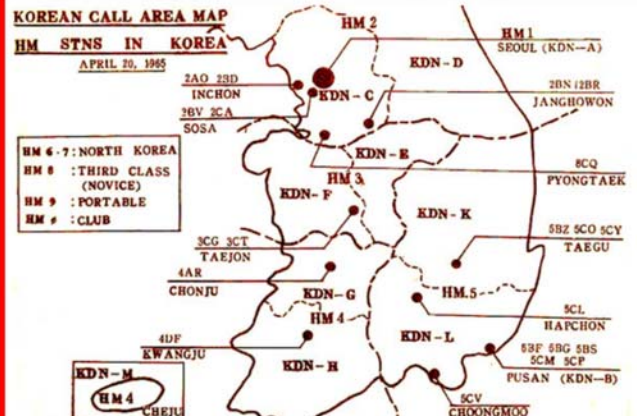 KOREAN CALL AREA MAP
HM STNS IN KOREA
APRIL 20, 1965
HM 2
HM 1
SEOUL (KDN-A)
KDN-D
2AO 2BD
INCHON
KDN-C
2BN 2BR
JANGHOWON
2BV 2CA
SOSA
HM 6-7: NORTH KOREA
HM 8 : THIRD CLASS
(NOVICE)
HM 9 : PORTABLE
: CLUB
KDN-E
HM 3
8CQ
PYONGTAEK
KDN-F
KDN-K
3CG 3CT
TAEJON
5BZ 5CO 5CY
TAEGU
4AR
CHONJU
KDN-G
HM 5
HM 4
5CL
HAPCHON
4DF
KWANGJU
KDN-L
5BF 5BG 5BS
5CM 5CP
PUSAN (KDN-B)
KDN-H
KDN-M
HM 4
CHEJU
5CV
CHOONGMOO